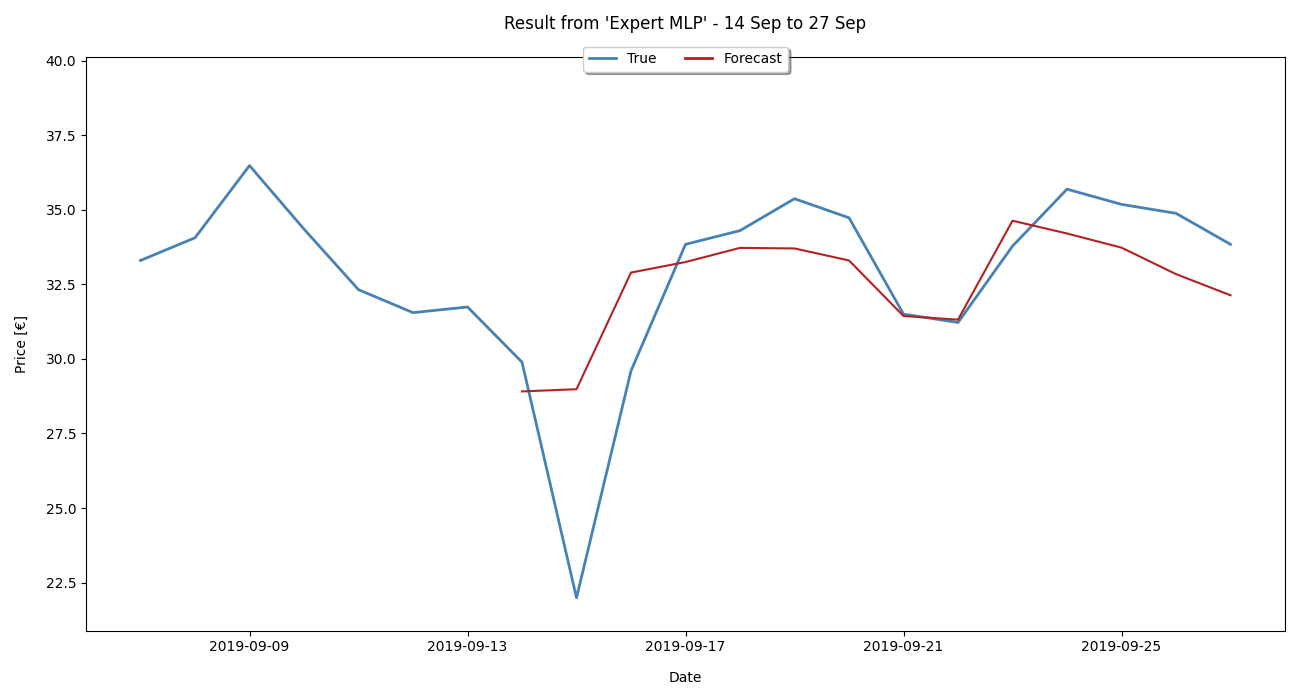 Result from 'Expert MLP' - 14 Sep to 27 Sep
True Forecast
40.0
37.5
35.0
32.5
30.0
27.5
25.0
22.5
Price [€]
2019-09-09 2019-09-13 2019-09-17 2019-09-21 2019-09-25
Date